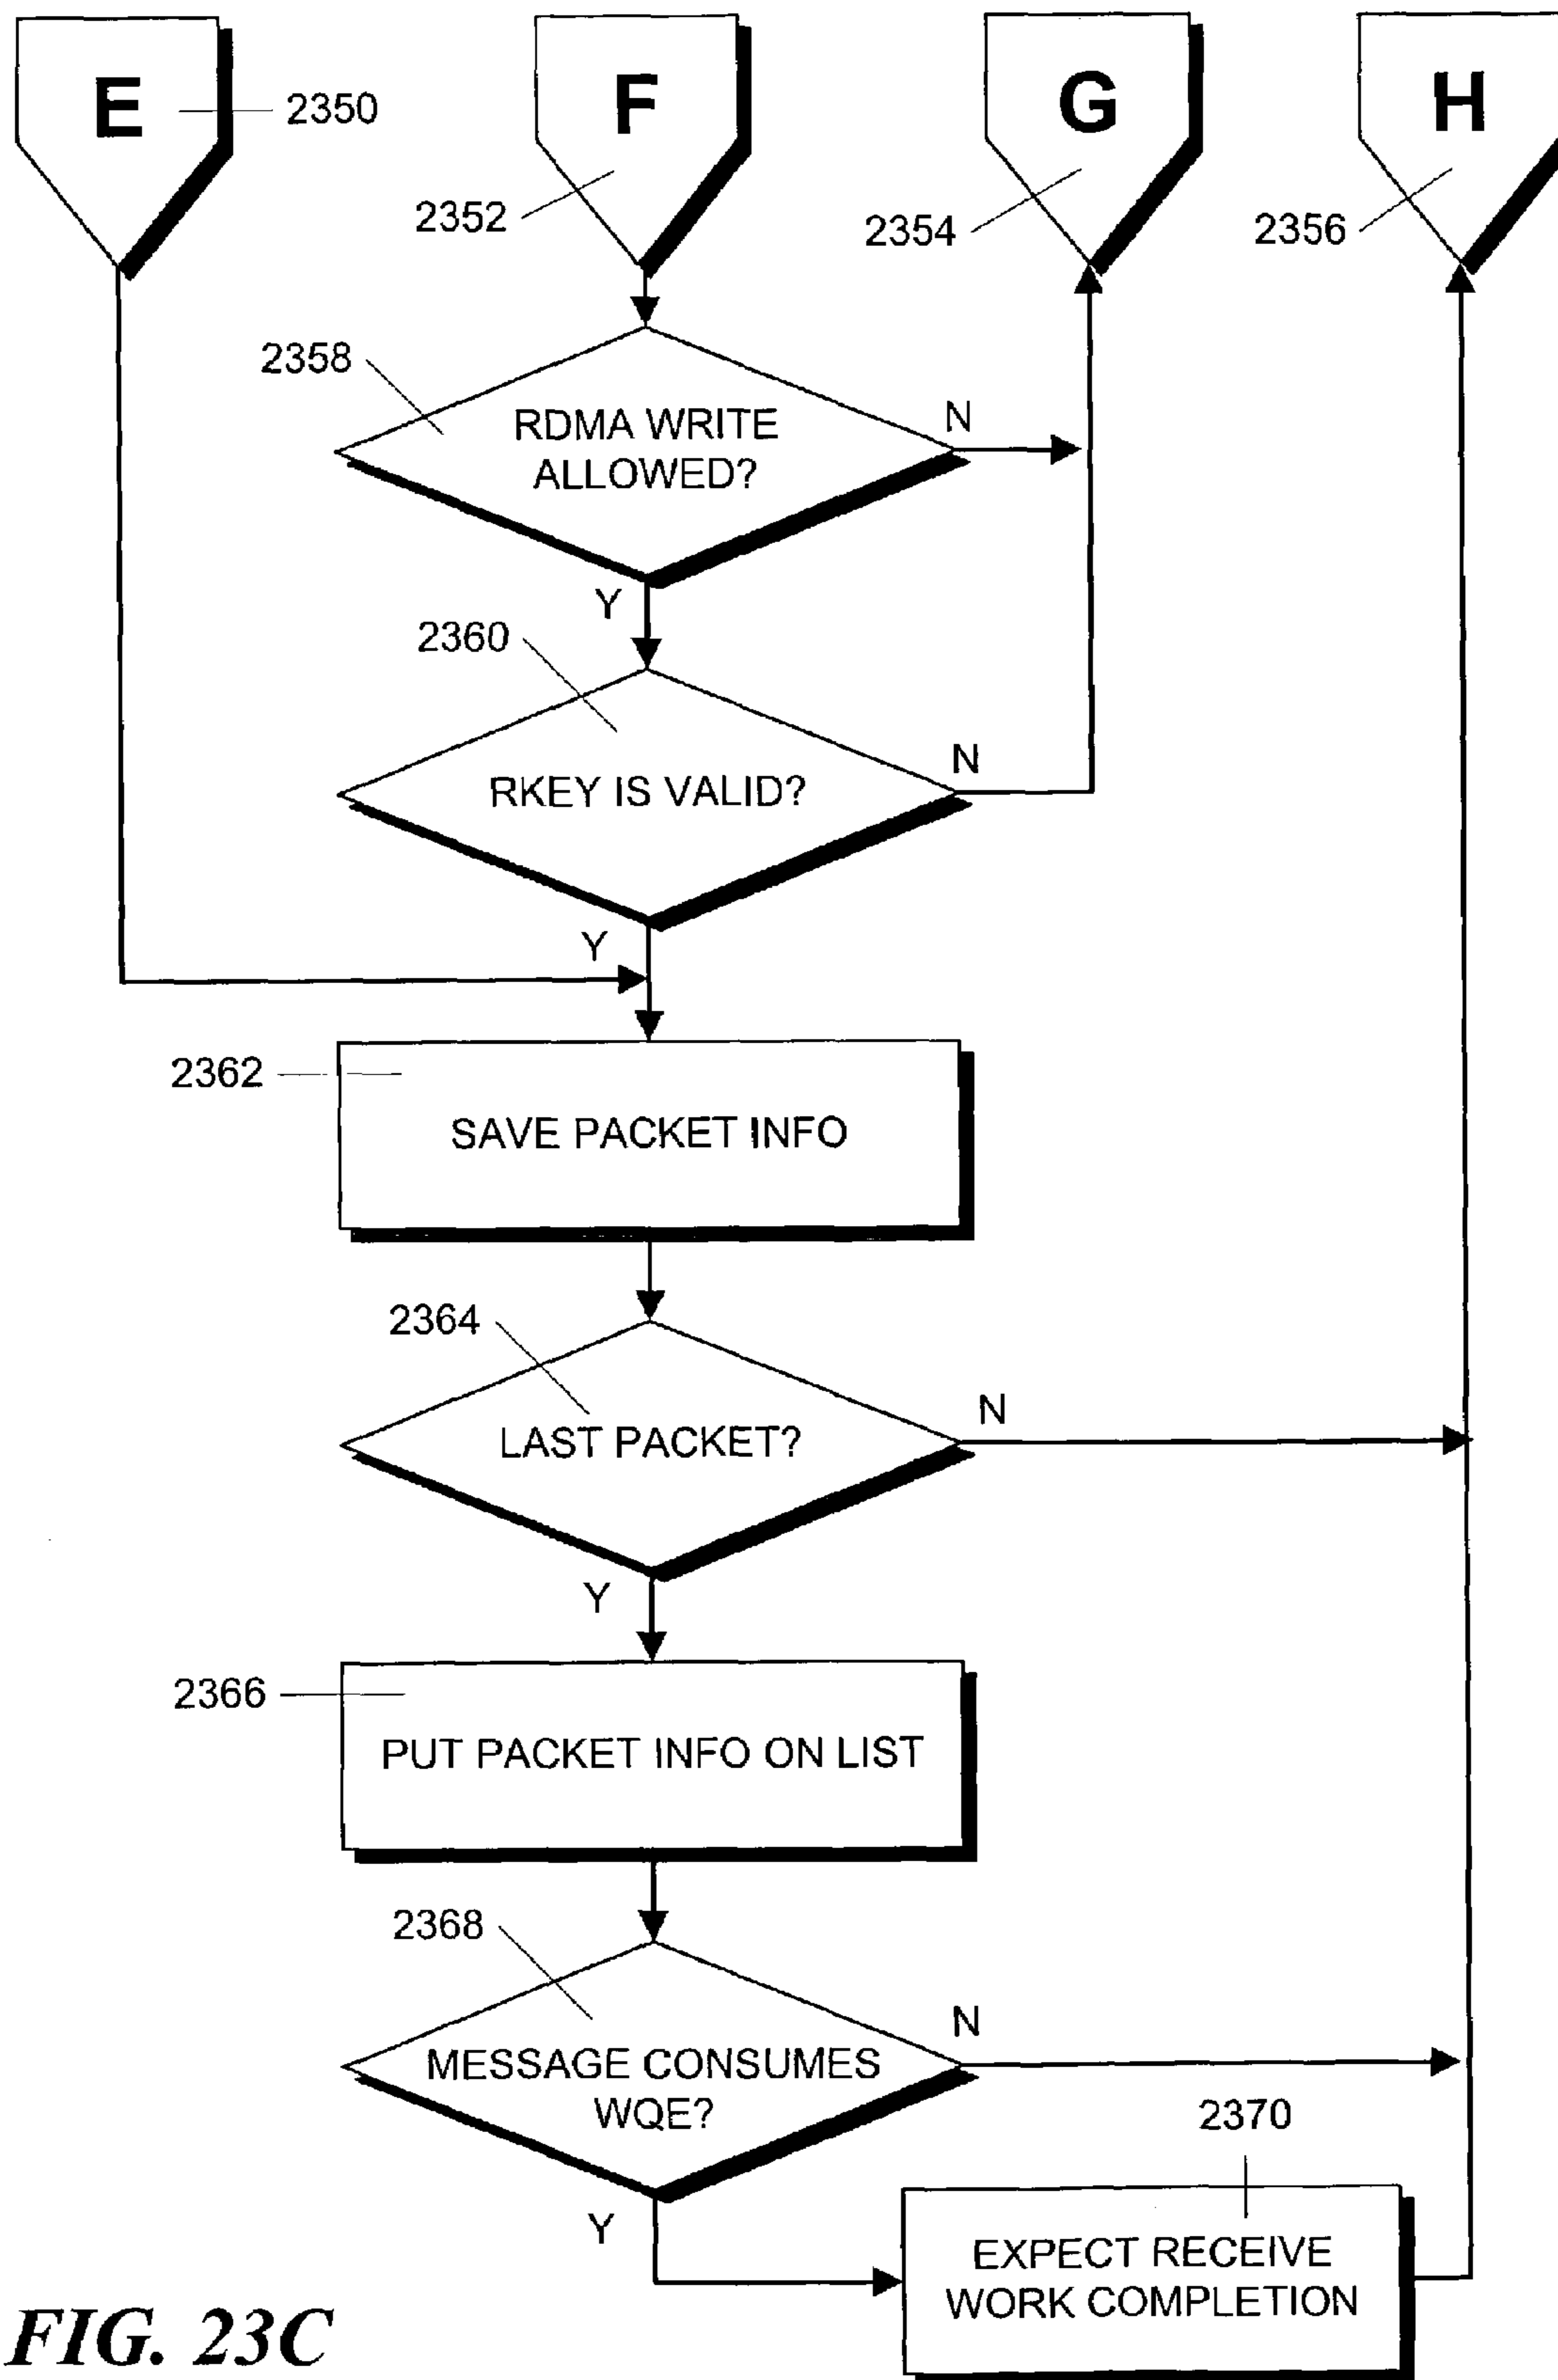 E
2350
F
2352
G
2354
H
2356
2358
RDMA WRITE
ALLOWED?
N
Y
2360
RKEY IS VALID?
N
Y
2362
SAVE PACKET INFO
2364
LAST PACKET?
N
Y
2366
PUT PACKET INFO ON LIST
2368
MESSAGE CONSUMES
WQE?
N
Y
2370
EXPECT RECEIVE
WORK COMPLETION
FIG. 23C